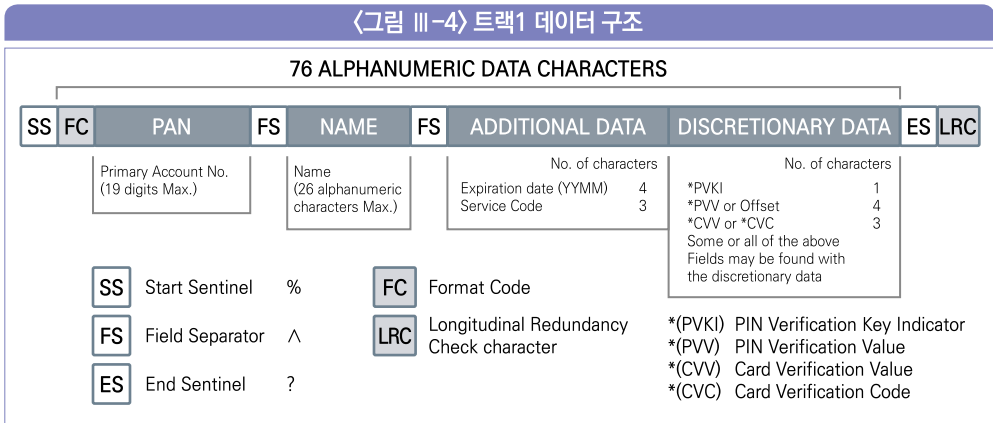 〈그림 Ⅲ-4〉 트랙1 데이터 구조
76 ALPHANUMERIC DATA CHARACTERS
SS FC PAN FS NAME FS ADDITIONAL DATA DISCRETIONARY DATA ES LRC
Primary Account No.
(19 digits Max.)
Name
(26 alphanumeric
characters Max.)
No. of characters
Expiration date (YYMM) 4
Service Code 3
No. of characters
*PVKI 1
*PVV or Offset 4
*CVV or *CVC 3
Some or all of the above
Fields may be found with
the discretionary data
SS Start Sentinel %
FS Field Separator ∧
ES End Sentinel ?
FC Format Code
LRC Longitudinal Redundancy
Check character
*(PVKI) PIN Verification Key Indicator
*(PVV) PIN Verification Value
*(CVV) Card Verification Value
*(CVC) Card Verification Code